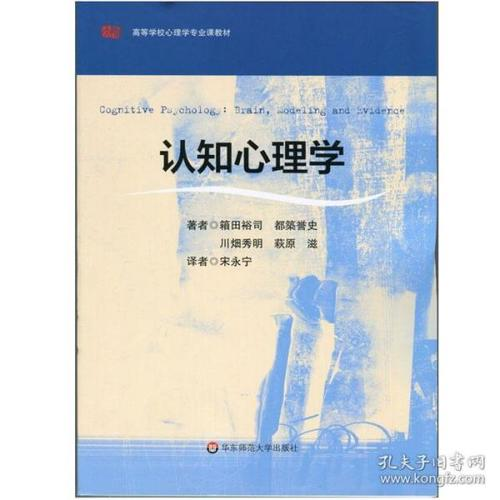 高等学校心理学专业课教材
Cognitive Psychology: Brain, Modeling and Evidence
认知心理学
著者◎箱田裕司 都築誉史
川畑秀明 萩原 滋
译者◎宋永宁
华东师范大学出版社
孔夫子旧书网
www.kongfz.com